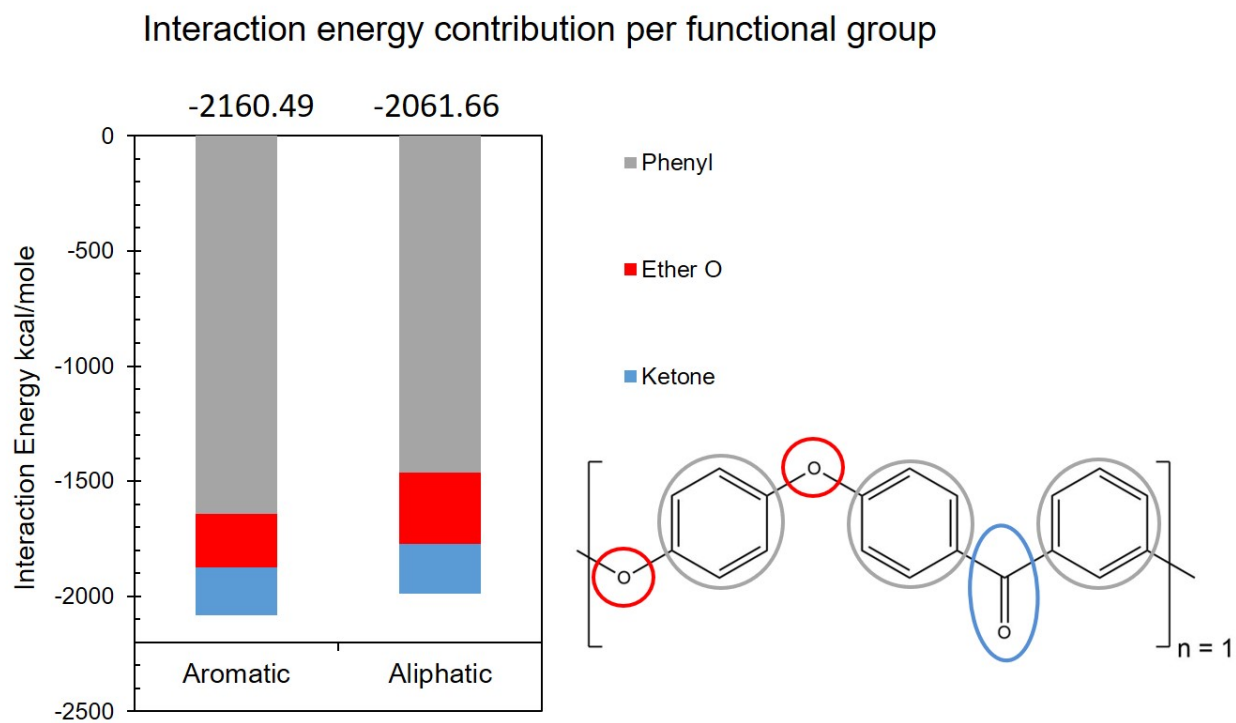 Interaction energy contribution per functional group
-2160.49 -2061.66
Interaction Energy kcal/mole
0
-500
-1000
-1500
-2000
-2500
Aromatic Aliphatic
Phenyl
Ether O
Ketone
O
O
O
n = 1